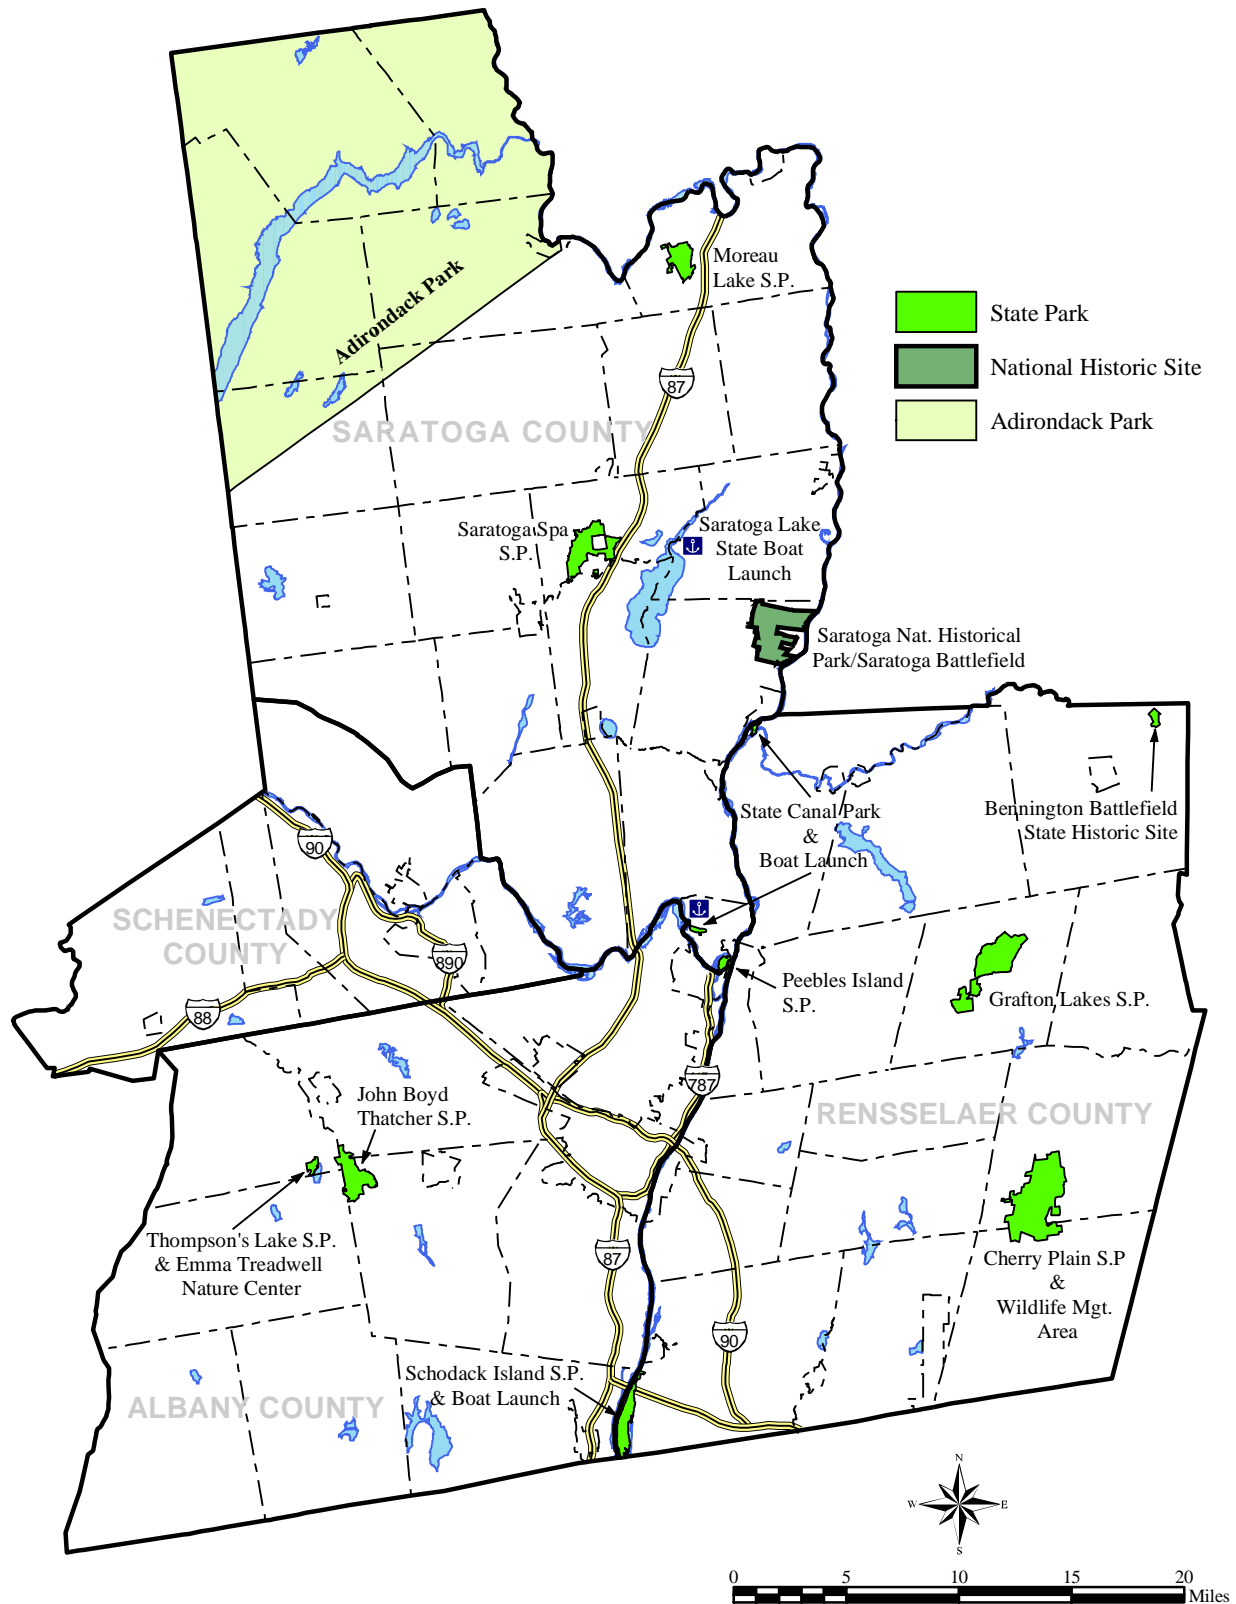 Moreau
Lake S.P.
Adirondack Park
State Park
National Historic Site
Adirondack Park
87
SARATOGA COUNTY
Saratoga Spa
S.P.
Saratoga Lake
State Boat
Launch
Saratoga Nat. Historical
Park/Saratoga Battlefield
State Canal Park
&
Boat Launch
Bennington Battlefield
State Historic Site
90
SCHENECTADY
COUNTY
890
88
Peebles Island
S.P.
Grafton Lakes S.P.
787
John Boyd
Thatcher S.P.
RENSSELAER COUNTY
Thompson's Lake S.P.
& Emma Treadwell
Nature Center
87
Cherry Plain S.P
&
Wildlife Mgt.
Area
90
Schodack Island S.P.
& Boat Launch
ALBANY COUNTY
N
W
E
S
0 5 10 15 20
Miles